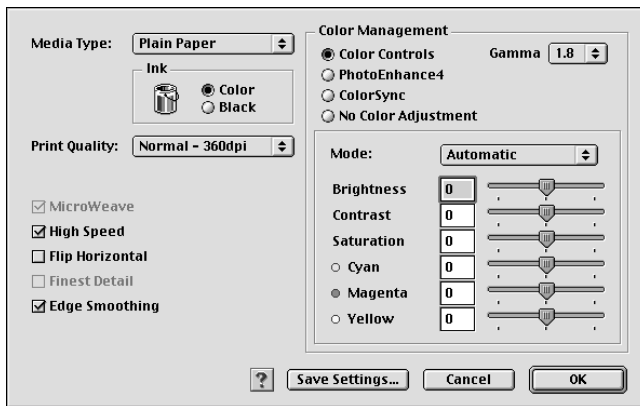 Media Type: Plain Paper
Ink
Color
Black
Print Quality: Normal - 360dpi
MicroWeave
High Speed
Flip Horizontal
Finest Detail
Edge Smoothing
Color Management
Color Controls
Gamma 1.8
PhotoEnhance4
ColorSync
No Color Adjustment
Mode: Automatic
Brightness 0
Contrast 0
Saturation 0
Cyan 0
Magenta 0
Yellow 0
? Save Settings... Cancel OK